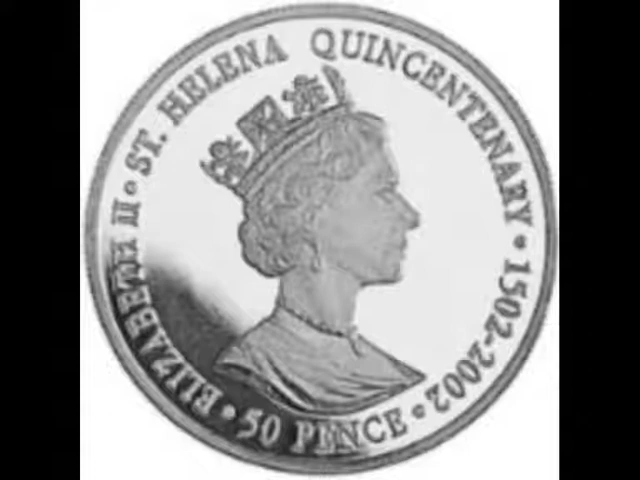 ELIZABETH II • ST. HELENA QUINCENTENARY • 1502-2002 •
50 PENCE •